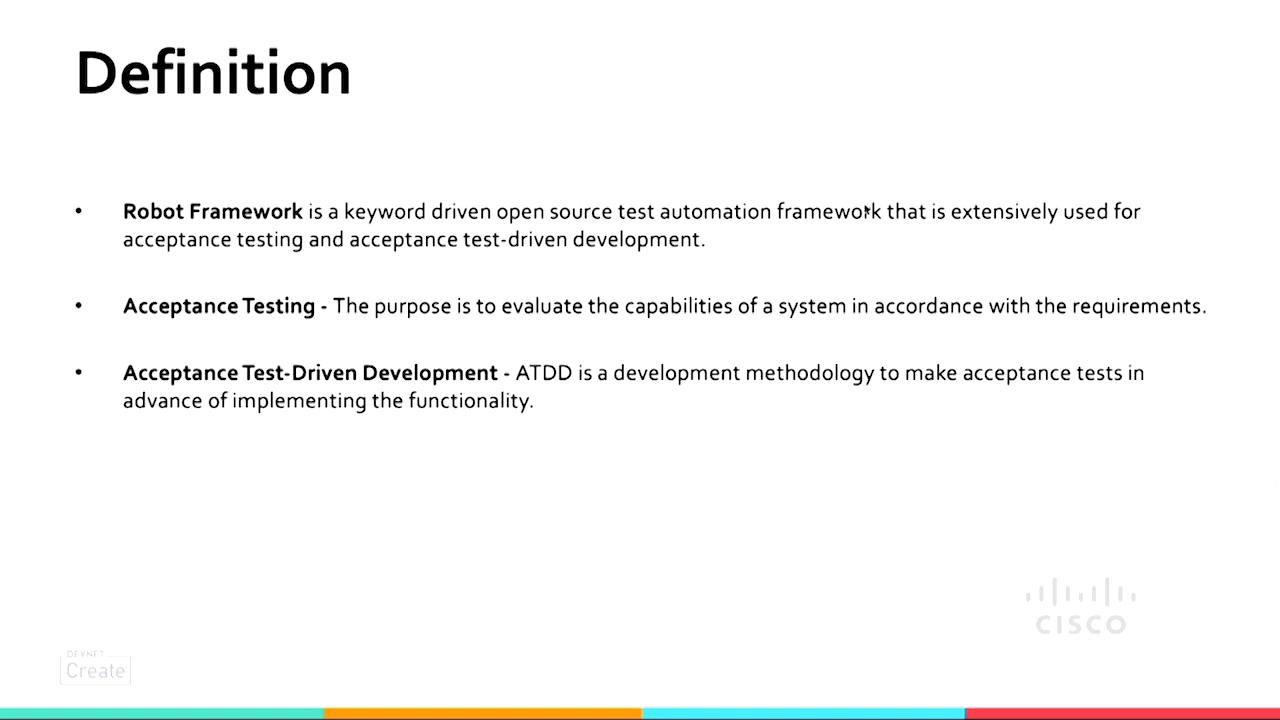 Definition
• Robot Framework is a keyword driven open source test automation framework that is extensively used for
acceptance testing and acceptance test-driven development.
• Acceptance Testing - The purpose is to evaluate the capabilities of a system in accordance with the requirements.
• Acceptance Test-Driven Development - ATDD is a development methodology to make acceptance tests in
advance of implementing the functionality.
CISCO
DEVNET
Create